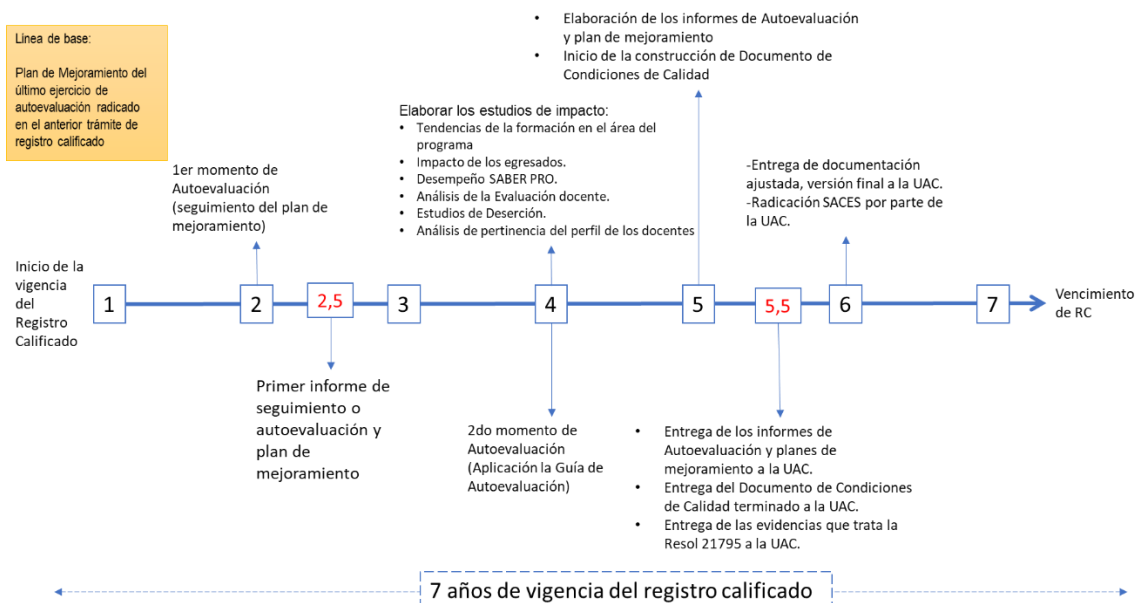 Línea de base:
Plan de Mejoramiento del
último ejercicio de
autoevaluación radicado
en el anterior trámite de
registro calificado
• Elaboración de los informes de Autoevaluación
y plan de mejoramiento
• Inicio de la construcción de Documento de
Condiciones de Calidad
Elaborar los estudios de impacto:
• Tendencias de la formación en el área del
programa
• Impacto de los egresados.
• Desempeño SABER PRO.
• Análisis de la Evaluación docente.
• Estudios de Deserción.
• Análisis de pertinencia del perfil de los docentes
1er momento de
Autoevaluación
(seguimiento del plan de
mejoramiento)
-Entrega de documentación
ajustada, versión final a la UAC.
-Radicación SACES por parte de
la UAC.
Inicio de la
vigencia
del
Registro
Calificado
1
2
2,5
3
4
5
5,5
6
7
Vencimiento
de RC
Primer informe de
seguimiento o
autoevaluación y
plan de
mejoramiento
2do momento de
Autoevaluación
(Aplicación la Guía de
Autoevaluación)
• Entrega de los informes de
Autoevaluación y planes de
mejoramiento a la UAC.
• Entrega del Documento de Condiciones
de Calidad terminado a la UAC.
• Entrega de las evidencias que trata la
Resol 21795 a la UAC.
7 años de vigencia del registro calificado